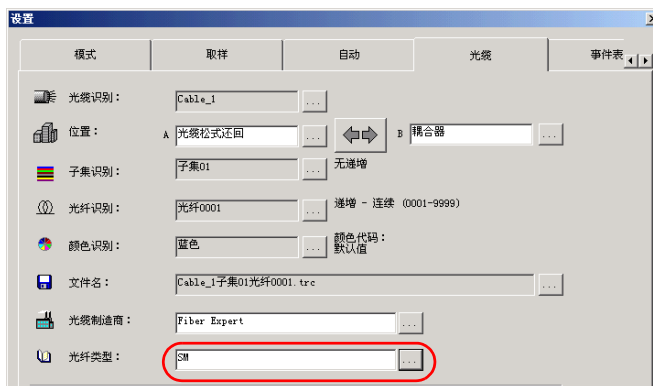 设置
模式 取样 自动 光缆 事件表
光缆识别： Cable_1 ...
位置： A 光缆松式还回 ... B 耦合器 ...
子集识别： 子集01 ... 无递增
光纤识别： 光纤0001 ... 递增 - 连续 (0001-9999)
颜色识别： 蓝色 ... 颜色代码：
默认值
文件名： Cable_1子集01光纤0001.trc ...
光缆制造商： Fiber Expert ...
光纤类型： SM ...